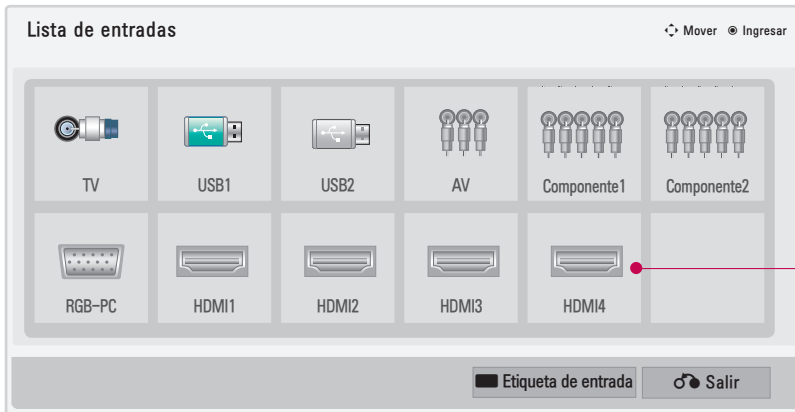 Lista de entradas
Mover Ingresar
TV USB1 USB2 AV Componente1 Componente2
RGB-PC HDMI1 HDMI2 HDMI3 HDMI4
Etiqueta de entrada Salir